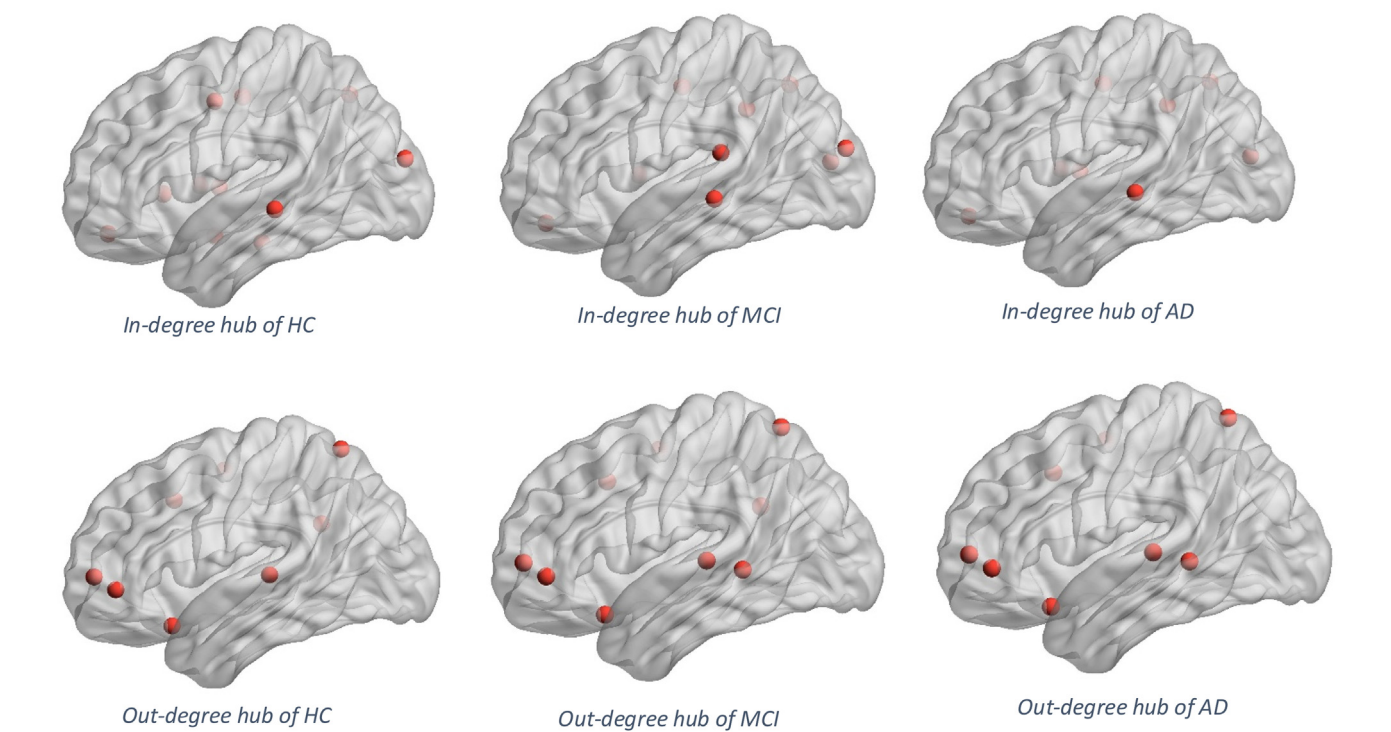 In-degree hub of HC
In-degree hub of MCI
In-degree hub of AD
Out-degree hub of HC
Out-degree hub of MCI
Out-degree hub of AD